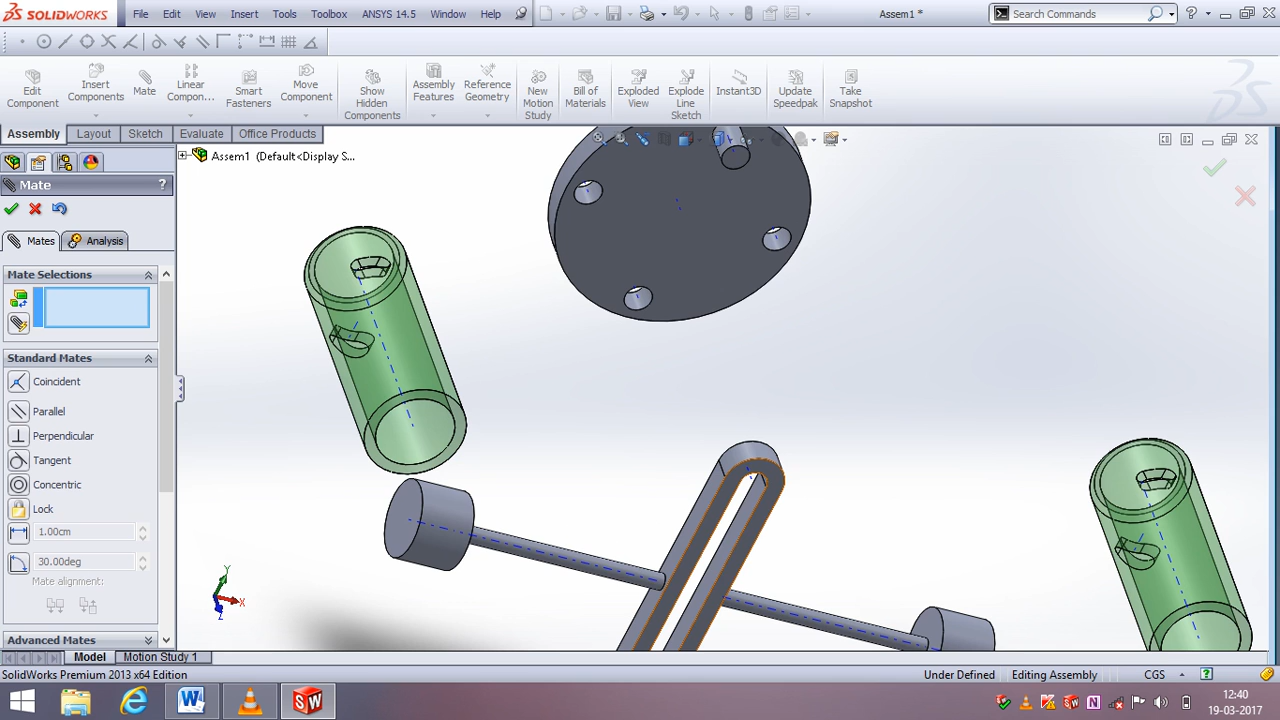 SOLIDWORKS File Edit View Insert Tools Toolbox ANSYS 14.5 Window Help Assem1 * Search Commands
Edit Component
Insert Components
Mate
Linear Compon...
Smart Fasteners
Move Component
Show Hidden Components
Assembly Features
Reference Geometry
New Motion Study
Bill of Materials
Exploded View
Explode Line Sketch
Instant3D
Update Speedpak
Take Snapshot
Assembly Layout Sketch Evaluate Office Products
Assem1 (Default<Display S...
Mate ?
Mates Analysis
Mate Selections
Standard Mates
Coincident
Parallel
Perpendicular
Tangent
Concentric
Lock
1.00cm
30.00deg
Mate alignment:
Advanced Mates
Y
X
Z
Model Motion Study 1
SolidWorks Premium 2013 x64 Edition Under Defined Editing Assembly CGS ?
12:40
19-03-2017